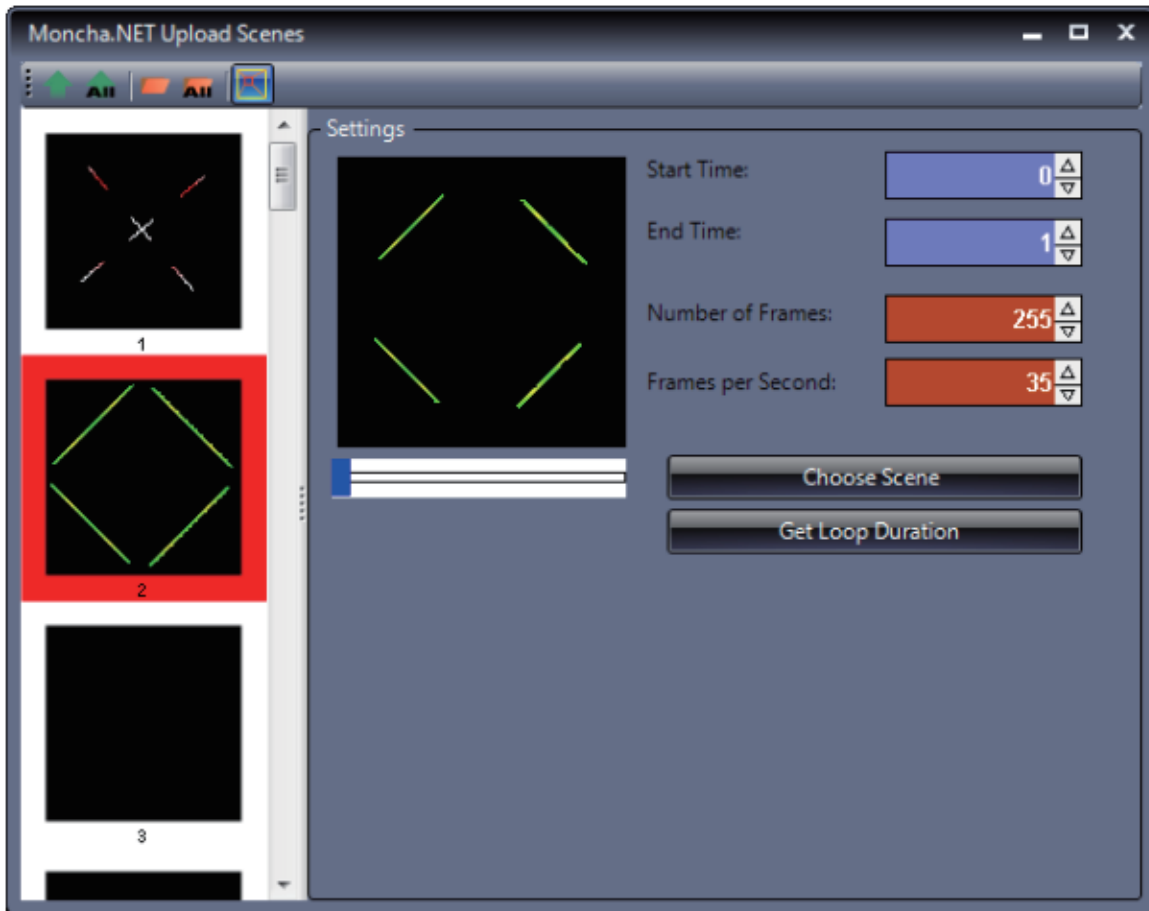 Moncha.NET Upload Scenes
All
All
Settings
1
2
3
Start Time: 0
End Time: 1
Number of Frames: 255
Frames per Second: 35
Choose Scene
Get Loop Duration